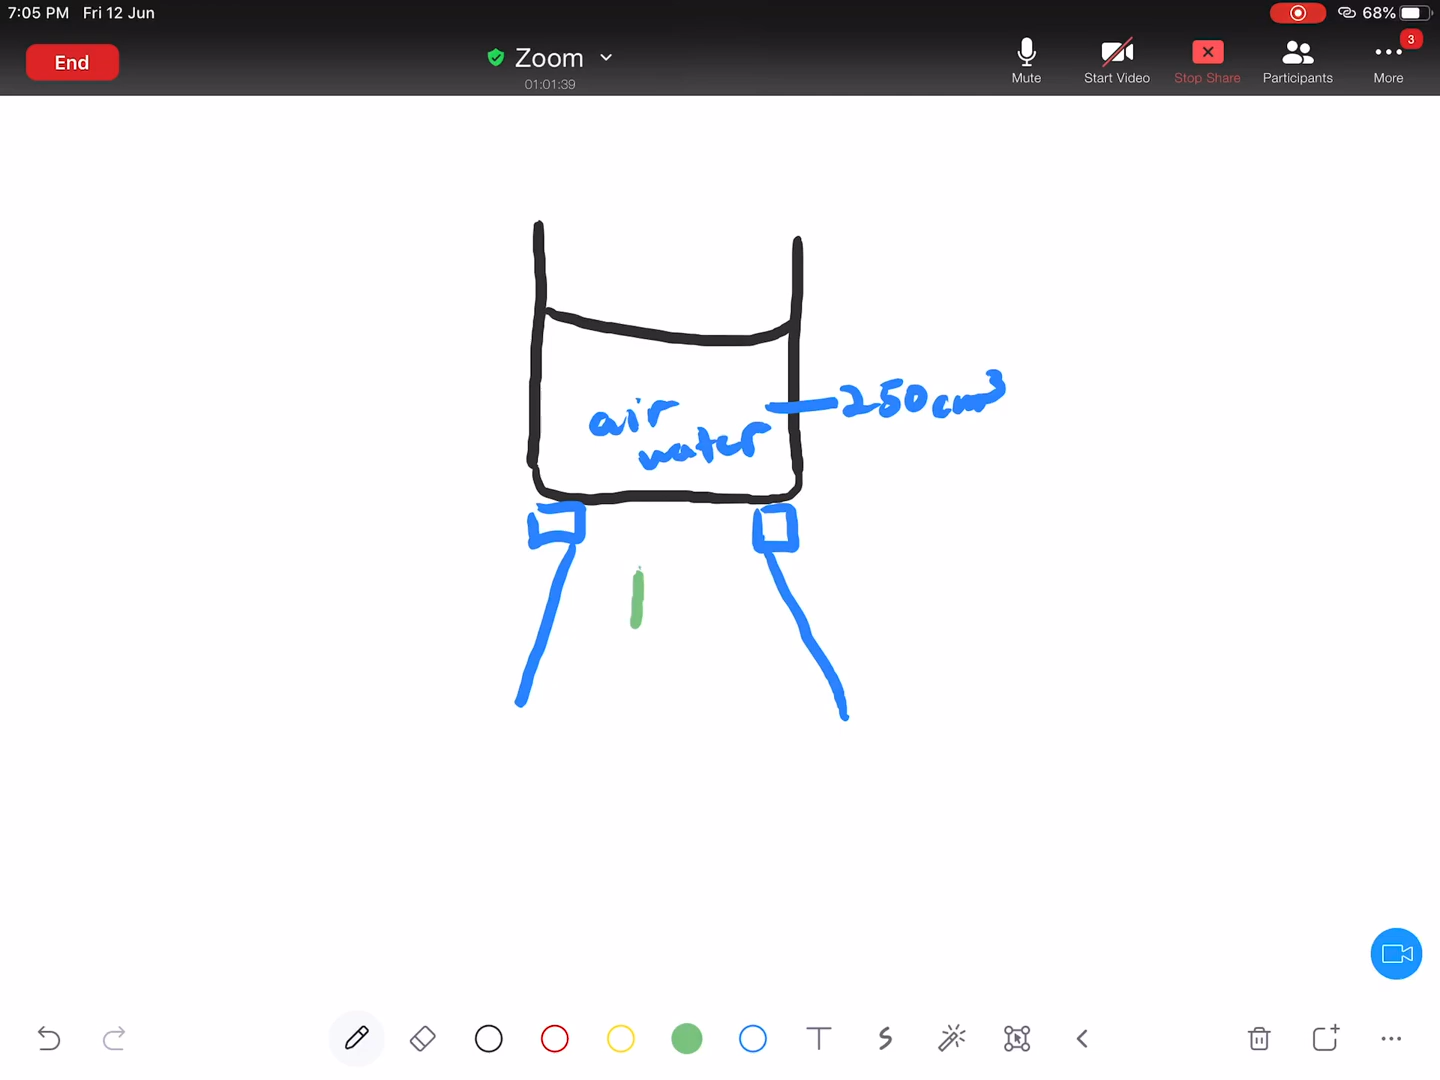 7:05 PM Fri 12 Jun
68%
End
Zoom
01:01:39
Mute
Start Video
Stop Share
Participants
3
More
250cm³
air
water
T